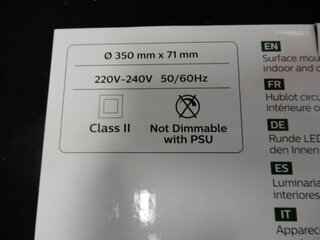 Ø 350 mm x 71 mm
220V-240V 50/60Hz
Class II
Not Dimmable
with PSU
EN
Surface mou
indoor and o
FR
Hublot circu
intérieure o
DE
Runde LED
den Innen
ES
Luminaria
interiores
IT
Apparec